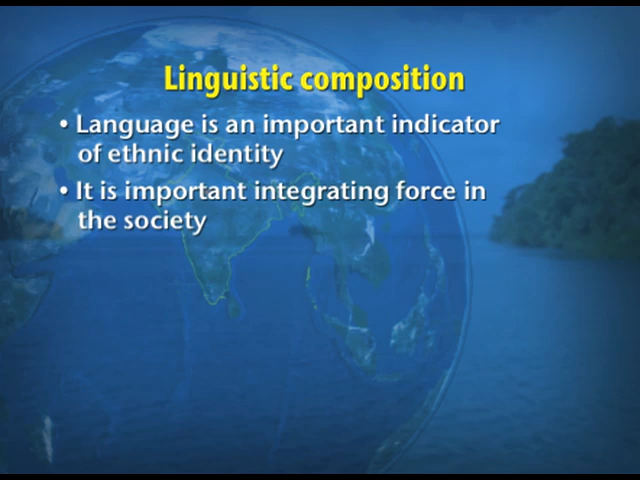 Linguistic composition
• Language is an important indicator
of ethnic identity
• It is important integrating force in
the society